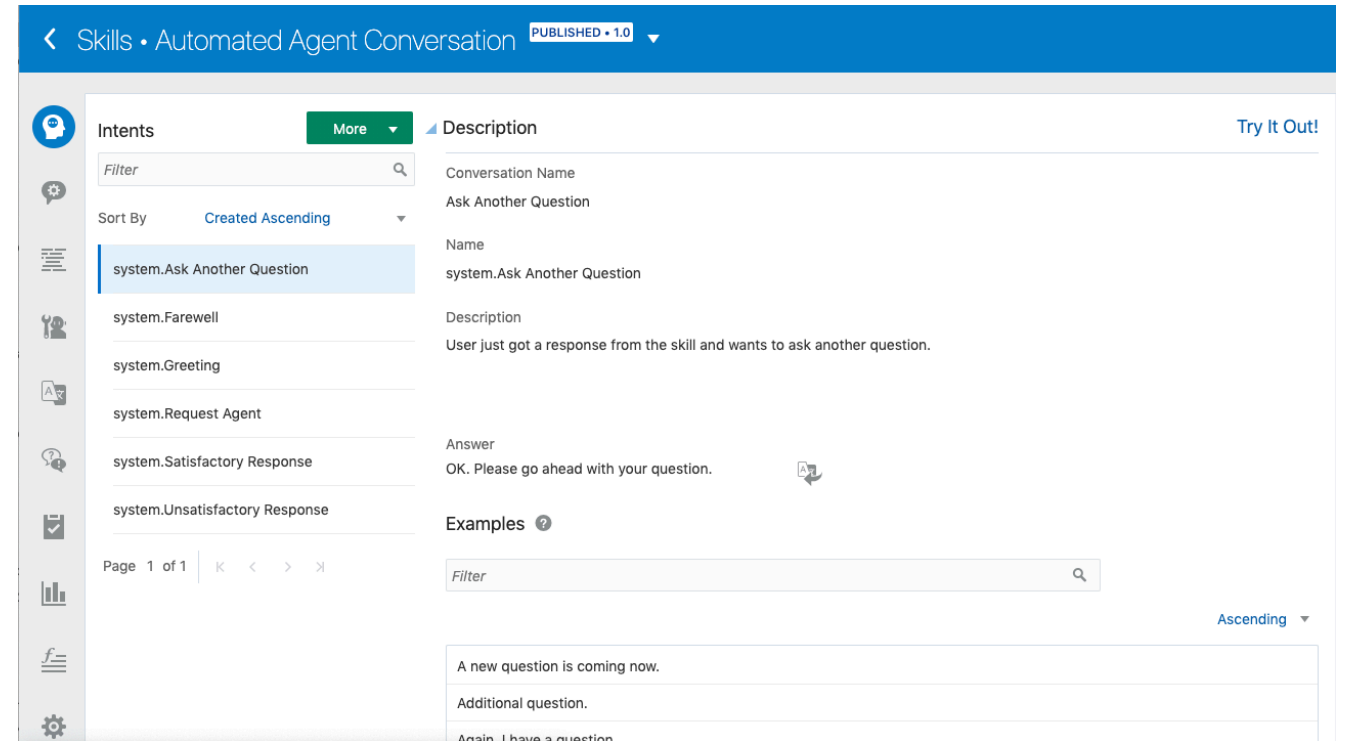 Skills • Automated Agent Conversation PUBLISHED • 1.0
Intents
More
Filter
Sort By Created Ascending
system.Ask Another Question
system.Farewell
system.Greeting
system.Request Agent
system.Satisfactory Response
system.Unsatisfactory Response
Page 1 of 1
Description
Try It Out!
Conversation Name
Ask Another Question
Name
system.Ask Another Question
Description
User just got a response from the skill and wants to ask another question.
Answer
OK. Please go ahead with your question.
Examples
Filter
Ascending
A new question is coming now.
Additional question.
Again, I have a question